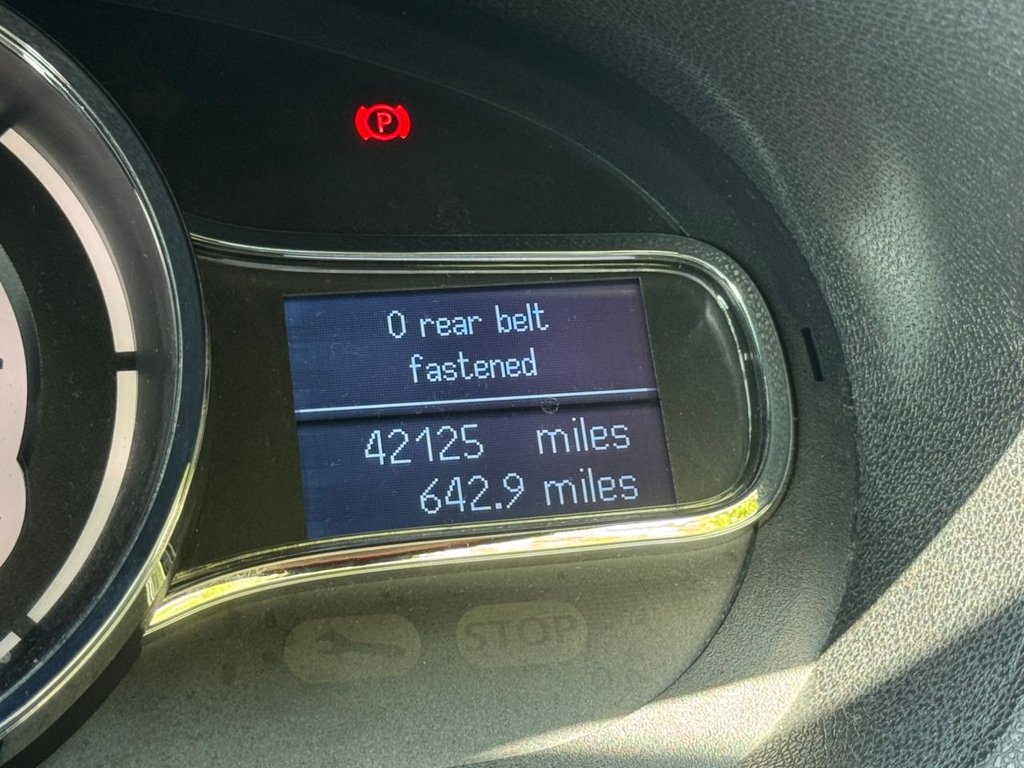 P
0 rear belt
fastened
42125 miles
642.9 miles
STOP